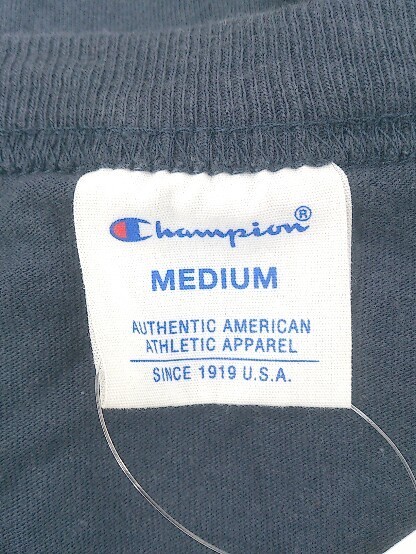 Champion®
MEDIUM
AUTHENTIC AMERICAN
ATHLETIC APPAREL
SINCE 1919 U.S.A.